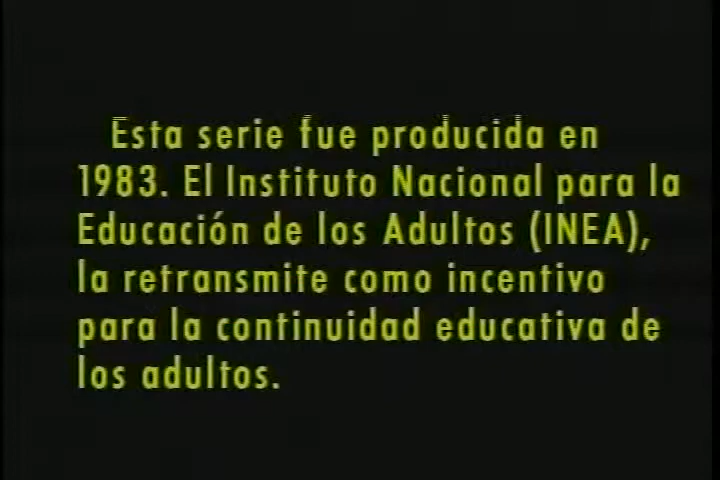 Esta serie fue producida en
1983. El Instituto Nacional para la
Educación de los Adultos (INEA),
la retransmite como incentivo
para la continuidad educativa de
los adultos.